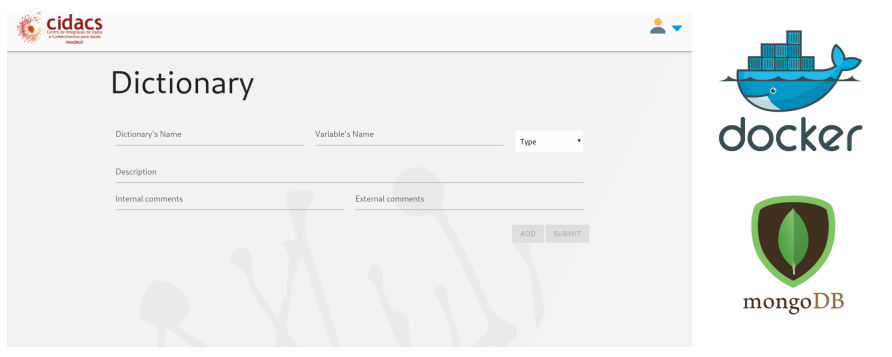 cidacs
Centro de Integração de Dados
e Conhecimentos para Saúde
FIOCRUZ
Dictionary
Dictionary's Name
Variable's Name
Type
Description
Internal comments
External comments
ADD
SUBMIT
docker
mongoDB